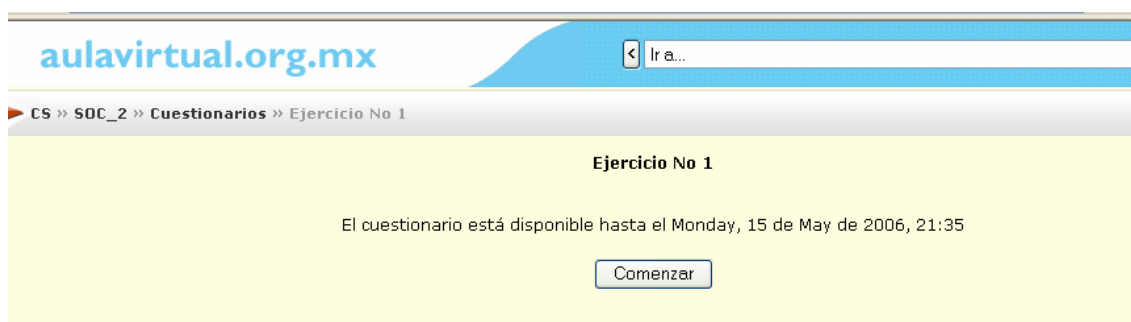 aulavirtual.org.mx
< Ir a...
CS » SOC_2 » Cuestionarios » Ejercicio No 1
Ejercicio No 1
El cuestionario está disponible hasta el Monday, 15 de May de 2006, 21:35
Comenzar